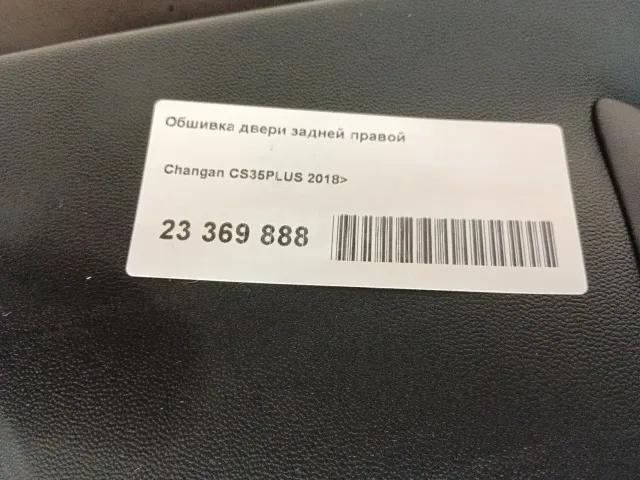 Обшивка двери задней правой
Changan CS35PLUS 2018>
23 369 888